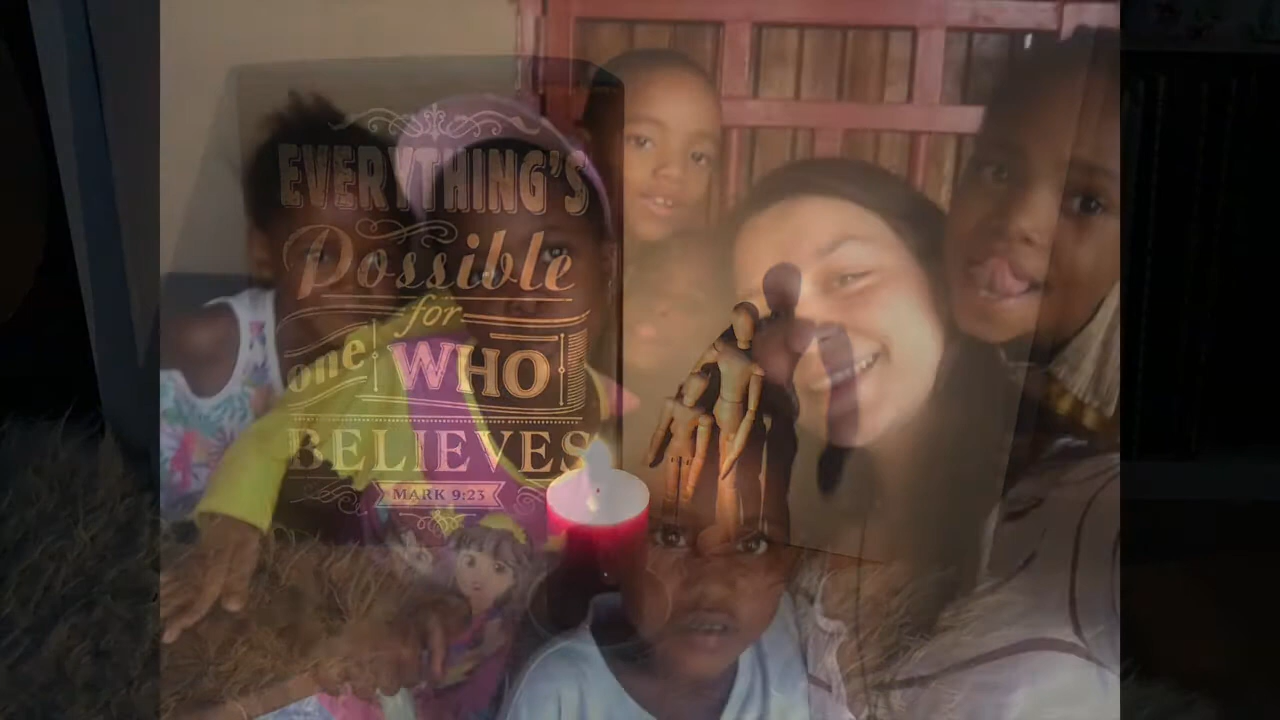 EVERYTHING'S
Possible
for
one WHO
BELIEVES
MARK 9:23